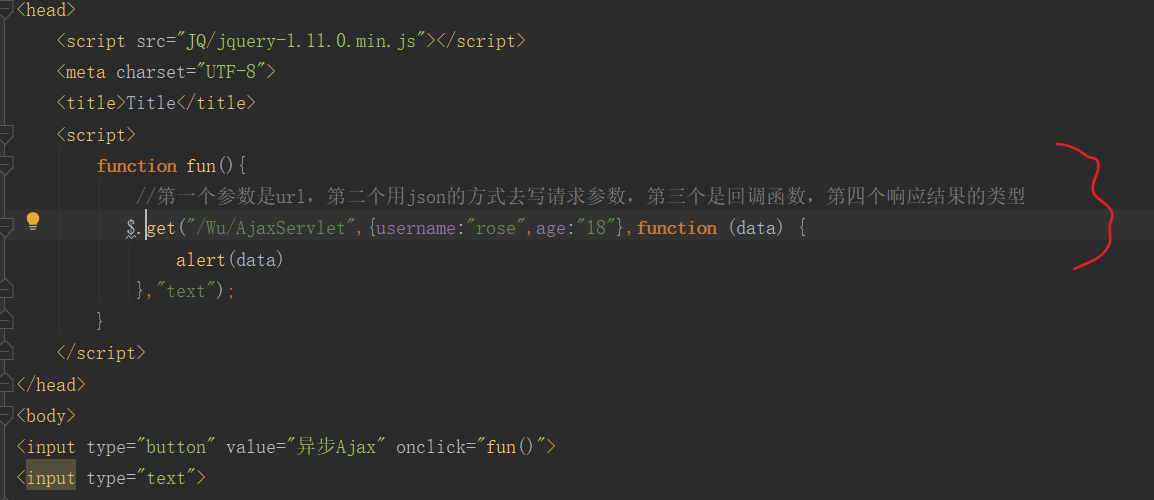 <head>
<script src="JQ/jquery-1.11.0.min.js"></script>
<meta charset="UTF-8">
<title>Title</title>
<script>
function fun(){
//第一个参数是url，第二个用json的方式去写请求参数，第三个是回调函数，第四个响应结果的类型
$.get("/Wu/AjaxServlet",{username:"rose",age:"18"},function (data) {
alert(data)
},"text");
}
</script>
</head>
<body>
<input type="button" value="异步Ajax" onclick="fun()">
<input type="text">